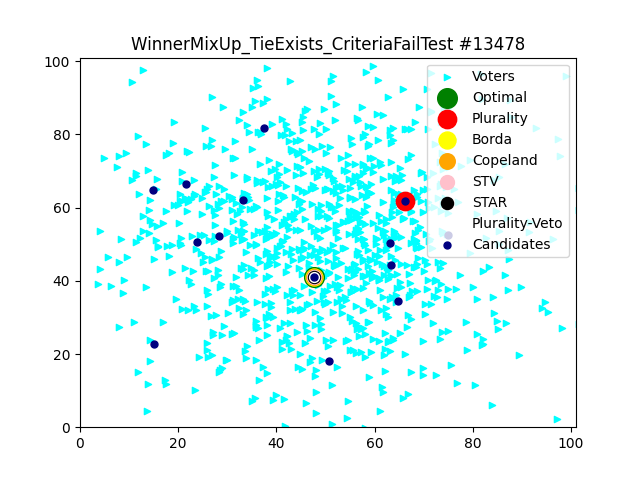 WinnerMixUp_TieExists_CriteriaFailTest #13478
100
80
60
40
20
0
0
20
40
60
80
100
Voters
Optimal
Plurality
Borda
Copeland
STV
STAR
Plurality-Veto
Candidates